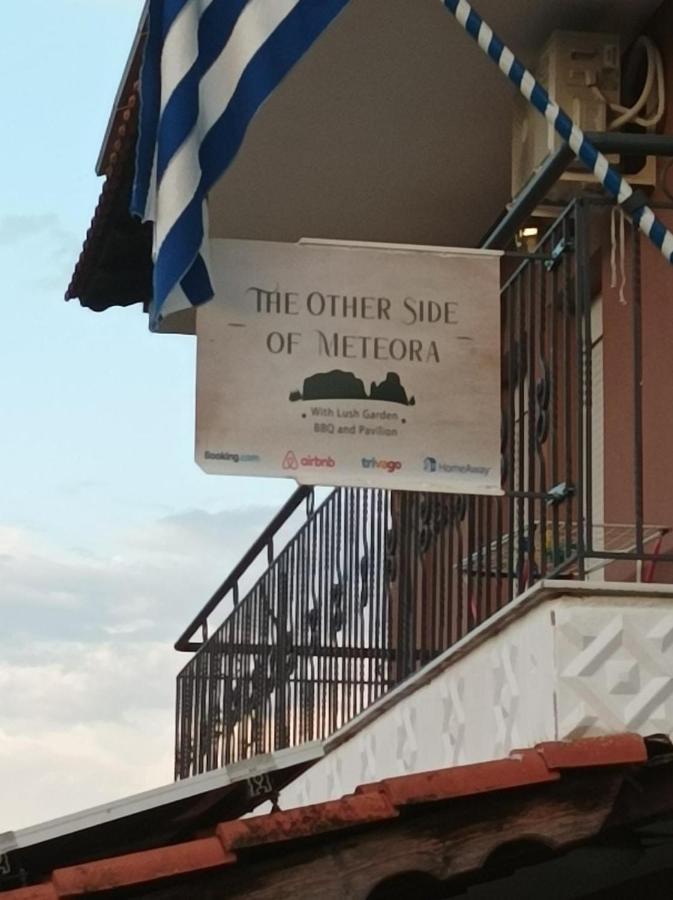 THE OTHER SIDE
OF METEORA
With Lush Garden
BBQ and Pavilion
Booking.com airbnb trivago HomeAway